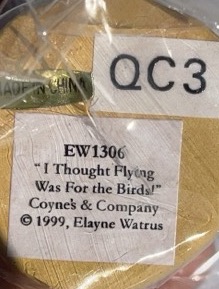 QC3
MADE IN CHINA
EW1306
"I Thought Flying
Was For the Birds!"
Coyne's & Company
© 1999, Elayne Watrus